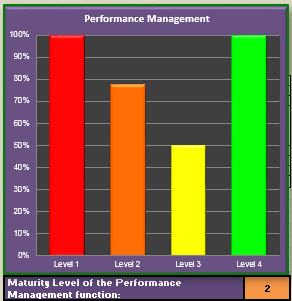 Performance Management
100%
90%
80%
70%
60%
50%
40%
30%
20%
10%
0%
Level 1 Level 2 Level 3 Level 4
Maturity Level of the Performance
Management function: 2